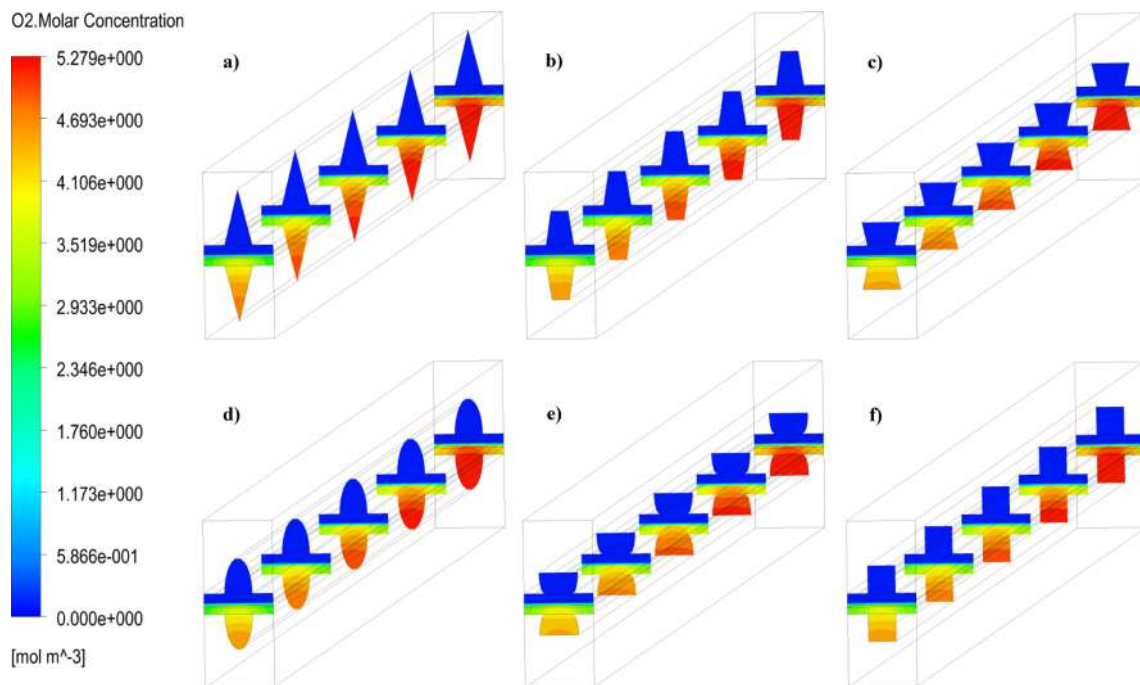 O2.Molar Concentration
5.279e+000
4.693e+000
4.106e+000
3.519e+000
2.933e+000
2.346e+000
1.760e+000
1.173e+000
5.866e-001
0.000e+000
[mol m^-3]
a)
b)
c)
d)
e)
f)